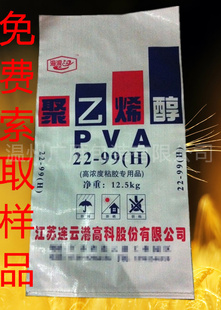 免费索取样品
聚乙烯醇
PVA
22-99(H)
(高浓度粘胶专用品)
净重：12.5kg
22-99(H)
22-99(H)
江苏连云港高科股份有限公司